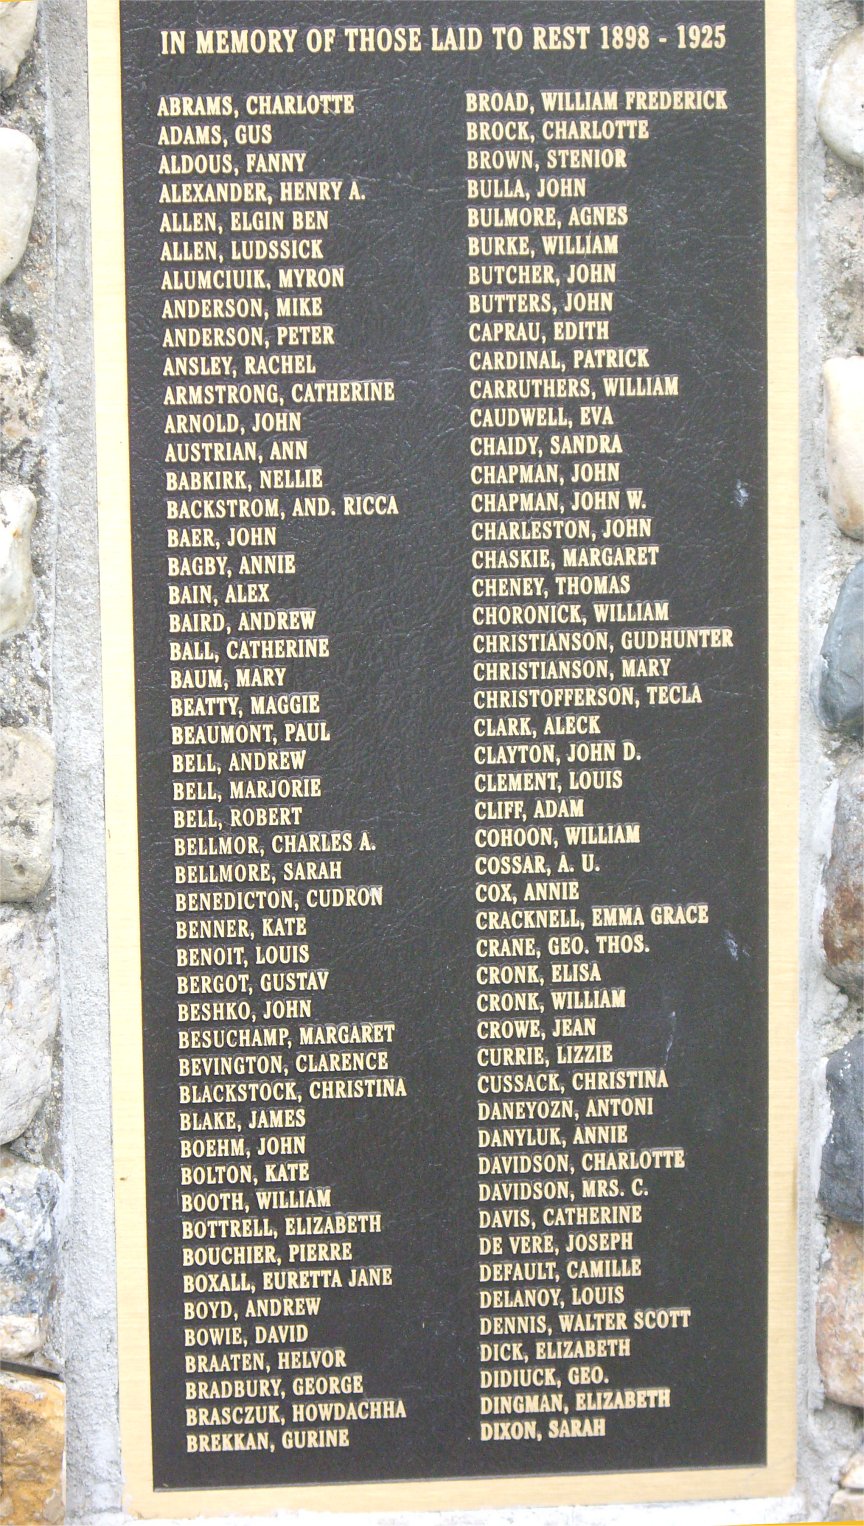 IN MEMORY OF THOSE LAID TO REST 1898 - 1925
ABRAMS, CHARLOTTE
ADAMS, GUS
ALDOUS, FANNY
ALEXANDER, HENRY A.
ALLEN, ELGIN BEN
ALLEN, LUDSSICK
ALUMCIUIK, MYRON
ANDERSON, MIKE
ANDERSON, PETER
ANSLEY, RACHEL
ARMSTRONG, CATHERINE
ARNOLD, JOHN
AUSTRIAN, ANN
BABKIRK, NELLIE
BACKSTROM, AND. RICCA
BAER, JOHN
BAGBY, ANNIE
BAIN, ALEX
BAIRD, ANDREW
BALL, CATHERINE
BAUM, MARY
BEATTY, MAGGIE
BEAUMONT, PAUL
BELL, ANDREW
BELL, MARJORIE
BELL, ROBERT
BELLMOR, CHARLES A.
BELLMORE, SARAH
BENEDICTON, CUDRON
BENNER, KATE
BENOIT, LOUIS
BERGOT, GUSTAV
BESHKO, JOHN
BESUCHAMP, MARGARET
BEVINGTON, CLARENCE
BLACKSTOCK, CHRISTINA
BLAKE, JAMES
BOEHM, JOHN
BOLTON, KATE
BOOTH, WILLIAM
BOTTRELL, ELIZABETH
BOUCHIER, PIERRE
BOXALL, EURETTA JANE
BOYD, ANDREW
BOWIE, DAVID
BRAATEN, HELVOR
BRADBURY, GEORGE
BRASCZUK, HOWDACHHA
BREKKAN, GURINE
BROAD, WILLIAM FREDERICK
BROCK, CHARLOTTE
BROWN, STENIOR
BULLA, JOHN
BULMORE, AGNES
BURKE, WILLIAM
BUTCHER, JOHN
BUTTERS, JOHN
CAPRAU, EDITH
CARDINAL, PATRICK
CARRUTHERS, WILLIAM
CAUDWELL, EVA
CHAIDY, SANDRA
CHAPMAN, JOHN
CHAPMAN, JOHN W.
CHARLESTON, JOHN
CHASKIE, MARGARET
CHENEY, THOMAS
CHORONICK, WILLIAM
CHRISTIANSON, GUDHUNTER
CHRISTIANSON, MARY
CHRISTOFFERSON, TECLA
CLARK, ALECK
CLAYTON, JOHN D.
CLEMENT, LOUIS
CLIFF, ADAM
COHOON, WILLIAM
COSSAR, A. U.
COX, ANNIE
CRACKNELL, EMMA GRACE
CRANE, GEO. THOS.
CRONK, ELISA
CRONK, WILLIAM
CROWE, JEAN
CURRIE, LIZZIE
CUSSACK, CHRISTINA
DANEYOZN, ANTONI
DANYLUK, ANNIE
DAVIDSON, CHARLOTTE
DAVIDSON, MRS. C.
DAVIS, CATHERINE
DE VERE, JOSEPH
DEFAULT, CAMILLE
DELANOY, LOUIS
DENNIS, WALTER SCOTT
DICK, ELIZABETH
DIDIUCK, GEO.
DINGMAN, ELIZABETH
DIXON, SARAH